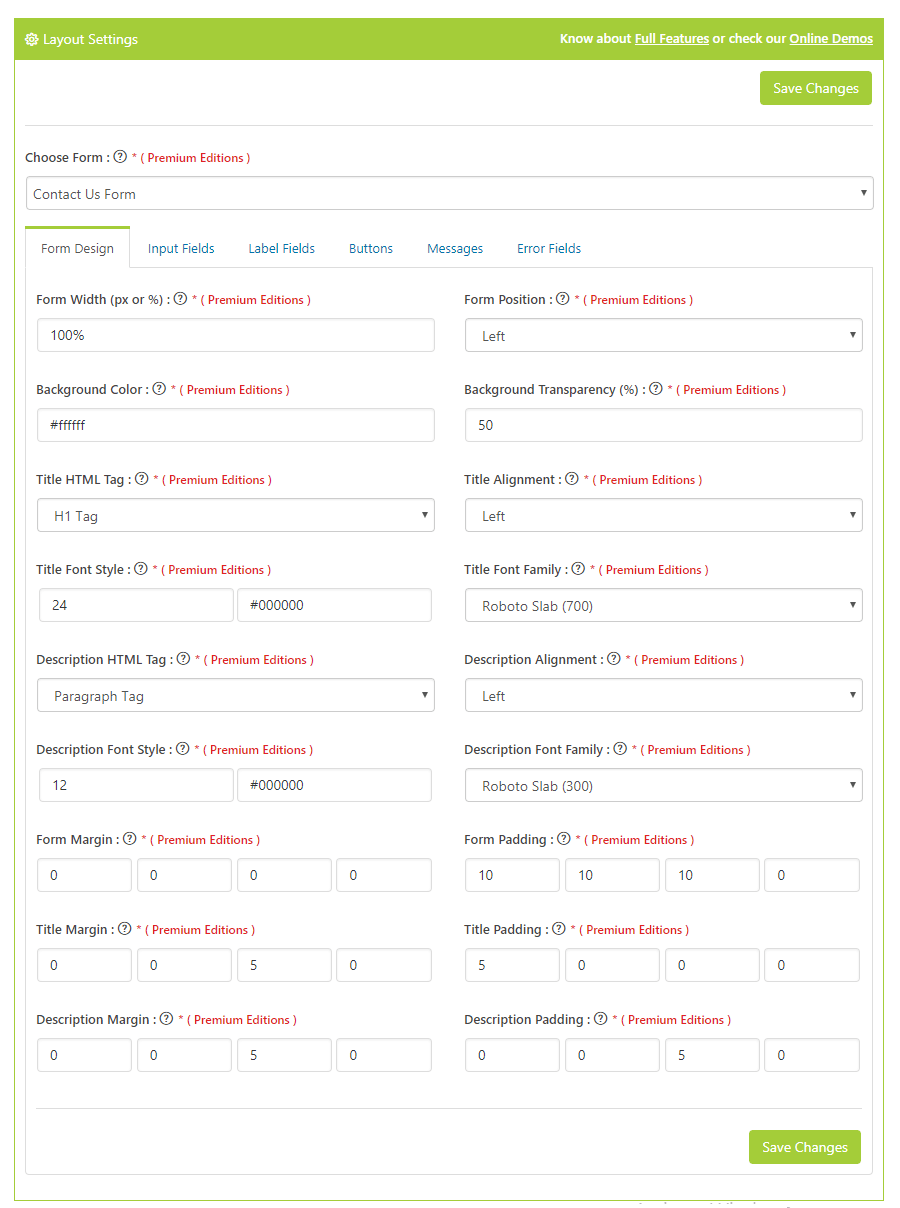 Layout Settings Know about Full Features or check our Online Demos
Save Changes
Choose Form : * ( Premium Editions )
Contact Us Form
Form Design Input Fields Label Fields Buttons Messages Error Fields
Form Width (px or %) : * ( Premium Editions ) Form Position : * ( Premium Editions )
100% Left
Background Color : * ( Premium Editions ) Background Transparency (%) : * ( Premium Editions )
#ffffff 50
Title HTML Tag : * ( Premium Editions ) Title Alignment : * ( Premium Editions )
H1 Tag Left
Title Font Style : * ( Premium Editions ) Title Font Family : * ( Premium Editions )
24 #000000 Roboto Slab (700)
Description HTML Tag : * ( Premium Editions ) Description Alignment : * ( Premium Editions )
Paragraph Tag Left
Description Font Style : * ( Premium Editions ) Description Font Family : * ( Premium Editions )
12 #000000 Roboto Slab (300)
Form Margin : * ( Premium Editions ) Form Padding : * ( Premium Editions )
0 0 0 0 10 10 10 0
Title Margin : * ( Premium Editions ) Title Padding : * ( Premium Editions )
0 0 5 0 5 0 0 0
Description Margin : * ( Premium Editions ) Description Padding : * ( Premium Editions )
0 0 5 0 0 0 5 0
Save Changes